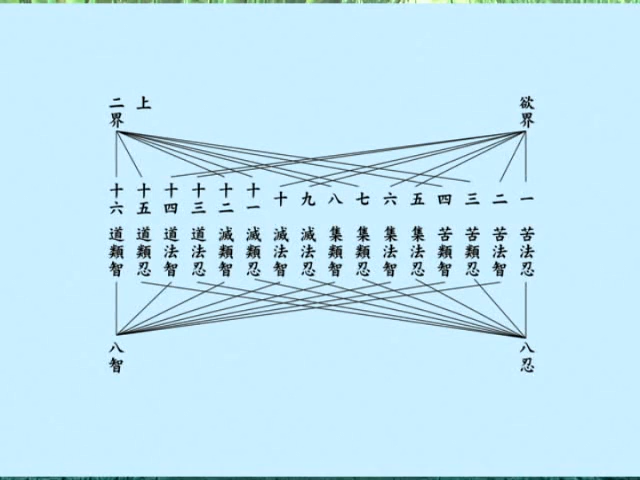 欲界
上
二界
一 苦法忍
二 苦法智
三 苦類忍
四 苦類智
五 集法忍
六 集法智
七 集類忍
八 集類智
九 滅法忍
十 滅法智
十一 滅類忍
十二 滅類智
十三 道法忍
十四 道法智
十五 道類忍
十六 道類智
八忍
八智